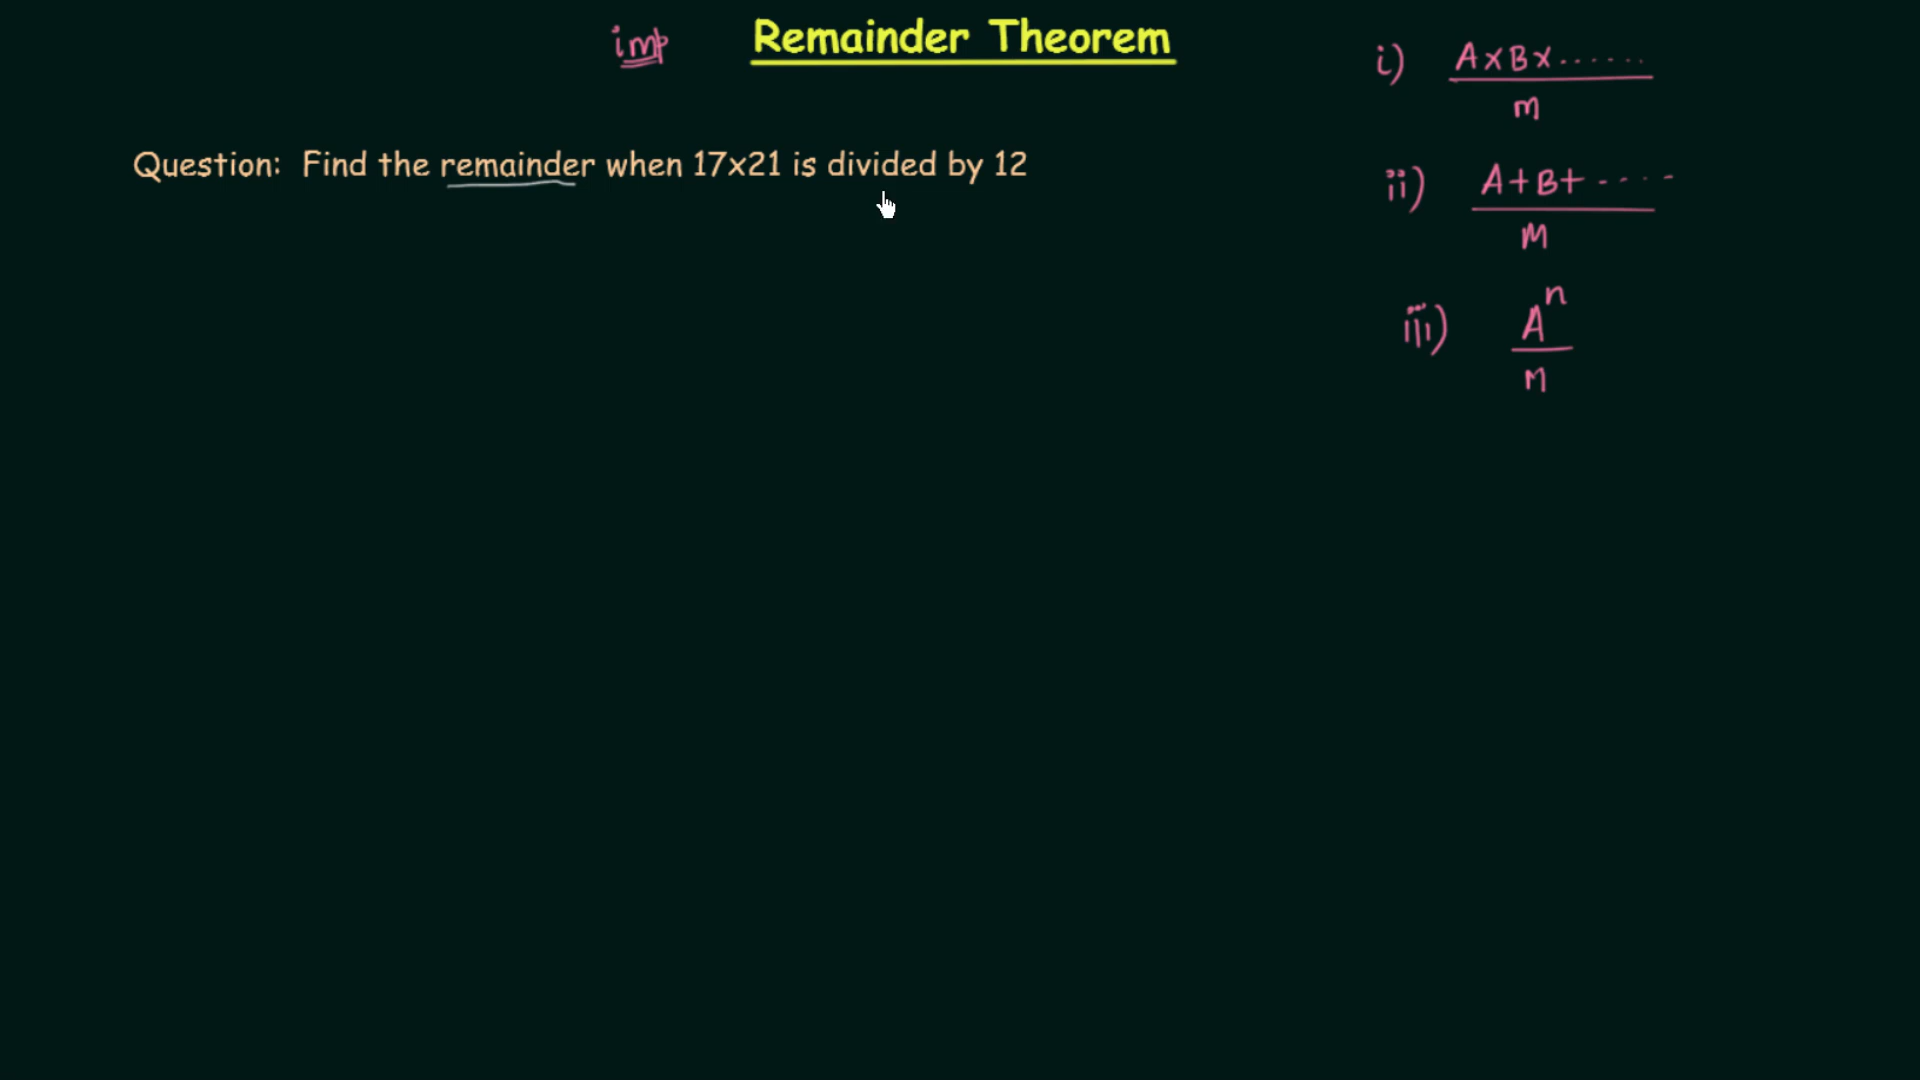 imp Remainder Theorem
Question: Find the remainder when 17x21 is divided by 12
i) AxBx......
m
ii) A+B+.....
M
iii) A^n
M